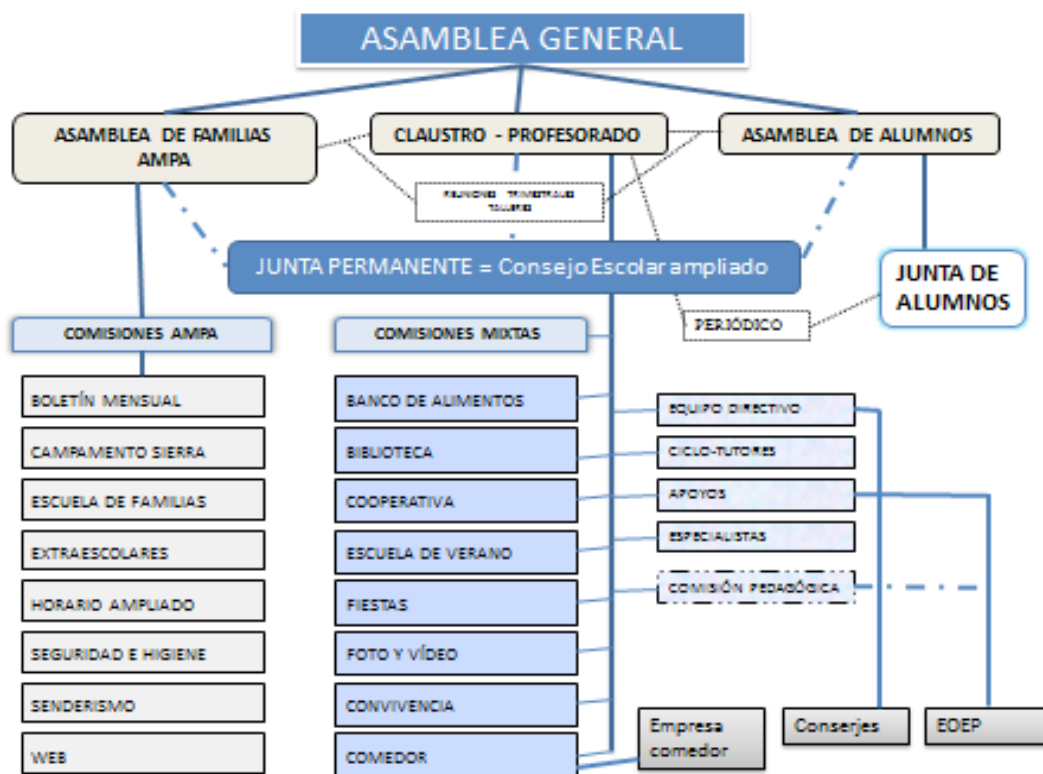 ASAMBLEA GENERAL
ASAMBLEA DE FAMILIAS
AMPA
CLAUSTRO - PROFESORADO
ASAMBLEA DE ALUMNOS
REUNIONES TRIMESTRALES
TALLERES
JUNTA PERMANENTE = Consejo Escolar ampliado
JUNTA DE
ALUMNOS
PERIÓDICO
COMISIONES AMPA
BOLETÍN MENSUAL
CAMPAMENTO SIERRA
ESCUELA DE FAMILIAS
EXTRAESCOLARES
HORARIO AMPLIADO
SEGURIDAD E HIGIENE
SENDERISMO
WEB
COMISIONES MIXTAS
BANCO DE ALIMENTOS
BIBLIOTECA
COOPERATIVA
ESCUELA DE VERANO
FIESTAS
FOTO Y VÍDEO
CONVIVENCIA
COMEDOR
EQUIPO DIRECTIVO
CICLO-TUTORES
APOYOS
ESPECIALISTAS
COMISIÓN PEDAGÓGICA
Empresa
comedor
Conserjes
EOEP